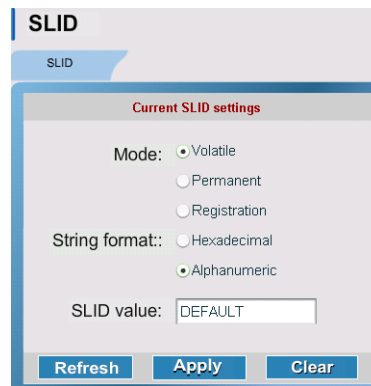 SLID
SLID
Current SLID settings
Mode: Volatile
Permanent
Registration
String format:: Hexadecimal
Alphanumeric
SLID value: DEFAULT
Refresh Apply Clear